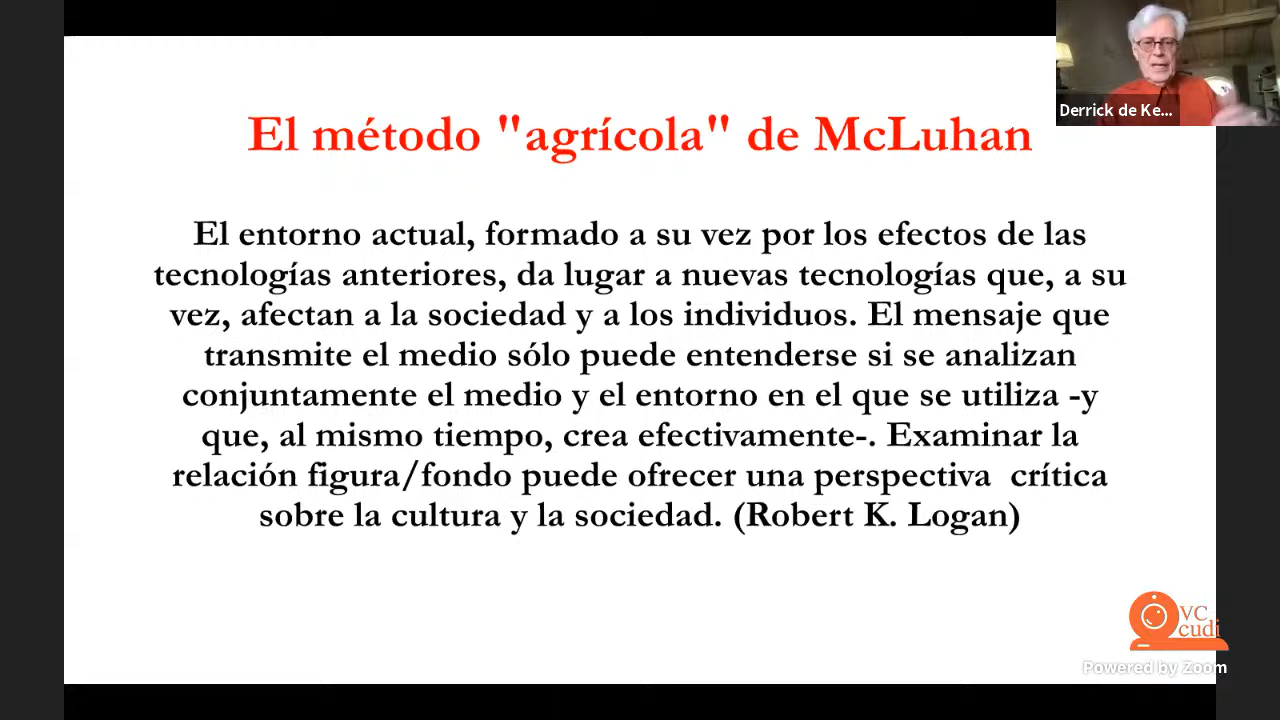 Derrick de Ke...
El método "agrícola" de McLuhan
El entorno actual, formado a su vez por los efectos de las
tecnologías anteriores, da lugar a nuevas tecnologías que, a su
vez, afectan a la sociedad y a los individuos. El mensaje que
transmite el medio sólo puede entenderse si se analizan
conjuntamente el medio y el entorno en el que se utiliza -y
que, al mismo tiempo, crea efectivamente-. Examinar la
relación figura/fondo puede ofrecer una perspectiva  crítica
sobre la cultura y la sociedad. (Robert K. Logan)
VC
cudi
Powered by Zoom